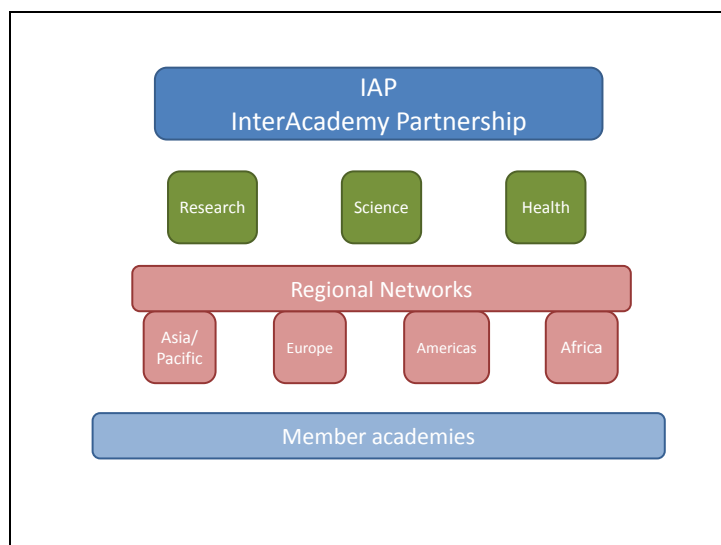 IAP
InterAcademy Partnership
Research
Science
Health
Regional Networks
Asia/
Pacific
Europe
Americas
Africa
Member academies